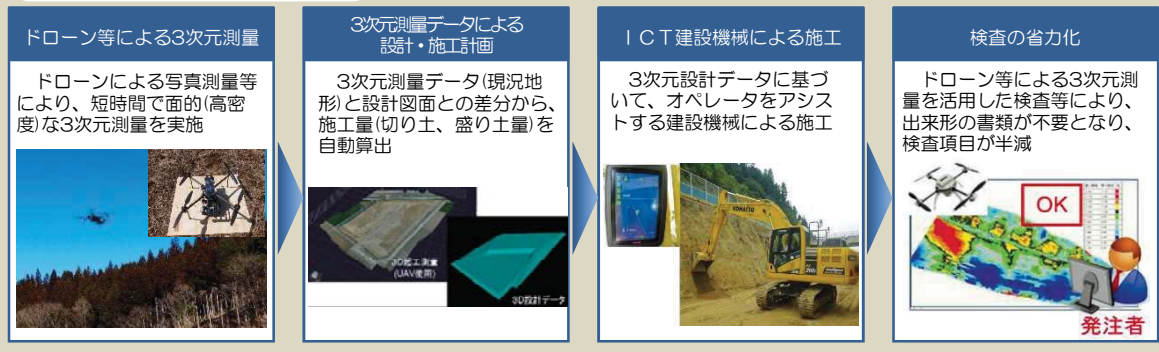 ドローン等による3次元測量
ドローンによる写真測量等
により、短時間で面的(高密
度)な3次元測量を実施
3次元測量データによる
設計・施工計画
3次元測量データ(現況地
形)と設計図面との差分から、
施工量(切り土、盛り土量)を
自動算出
3D起工測量
(UAV使用)
3D設計データ
ICT建設機械による施工
3次元設計データに基づ
いて、オペレータをアシス
トする建設機械による施工
KOMATSU
検査の省力化
ドローン等による3次元測
量を活用した検査等により、
出来形の書類が不要となり、
検査項目が半減
OK
発注者